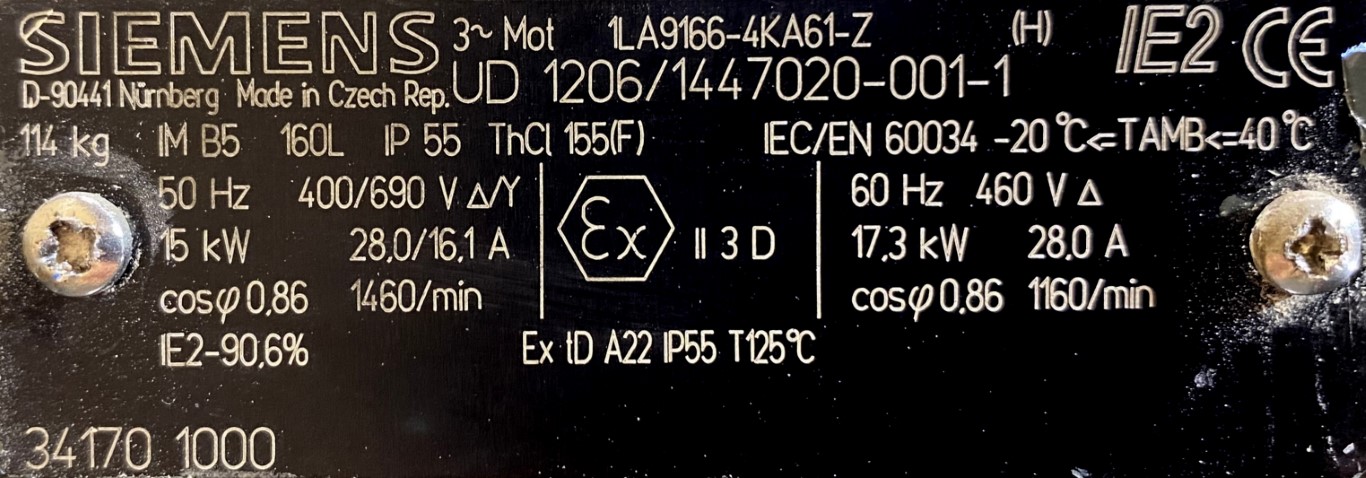 SIEMENS 3~ Mot 1LA9166-4KA61-Z (H) IE2 CE
D-90441 Nürnberg Made in Czech Rep. UD 1206/1447020-001-1
114 kg IM B5 160L IP 55 ThCl 155(F) IEC/EN 60034 -20°C<=TAMB<=40°C
50 Hz 400/690 V Δ/Y 60 Hz 460 V Δ
15 kW 28,0/16,1 A Ex II 3 D 17,3 kW 28,0 A
cosφ 0,86 1460/min cosφ 0,86 1160/min
IE2-90,6% Ex tD A22 IP55 T125°C
34170 1000